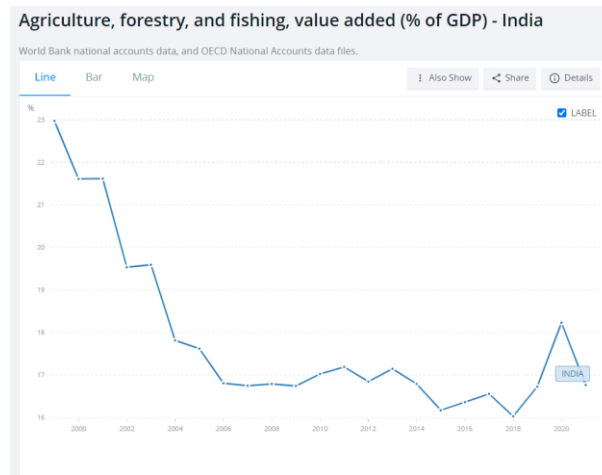 Agriculture, forestry, and fishing, value added (% of GDP) - India
World Bank national accounts data, and OECD National Accounts data files.
Line Bar Map Also Show Share Details
% LABEL
23
22
21
20
19
18
17
INDIA
16
2000 2002 2004 2006 2008 2010 2012 2014 2016 2018 2020